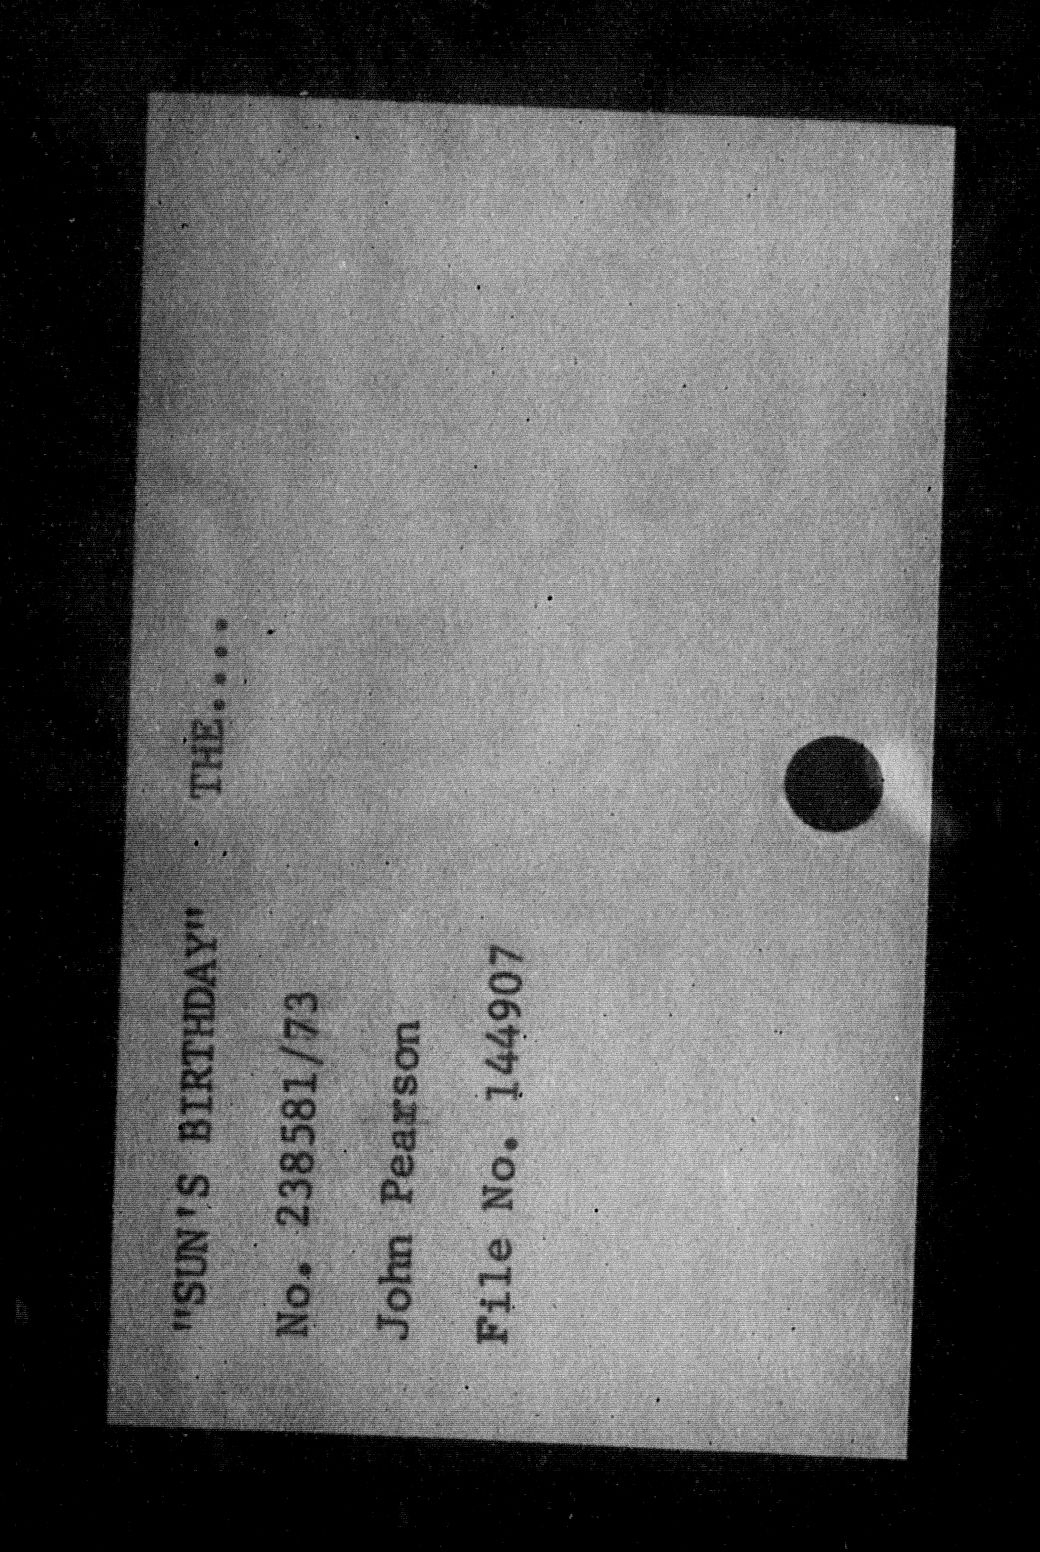 "SUN'S BIRTHDAY"   THE....
No. 238581/73
John Pearson
File No. 144907